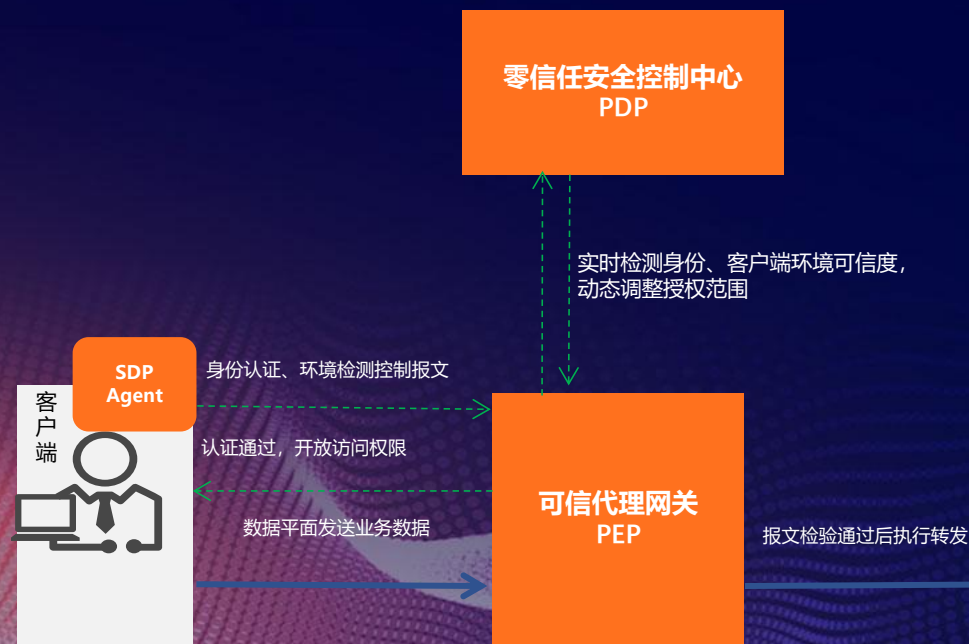 零信任安全控制中心
PDP
实时检测身份、客户端环境可信度，
动态调整授权范围
SDP
Agent
身份认证、环境检测控制报文
客户端
认证通过，开放访问权限
数据平面发送业务数据
可信代理网关
PEP
报文检验通过后执行转发